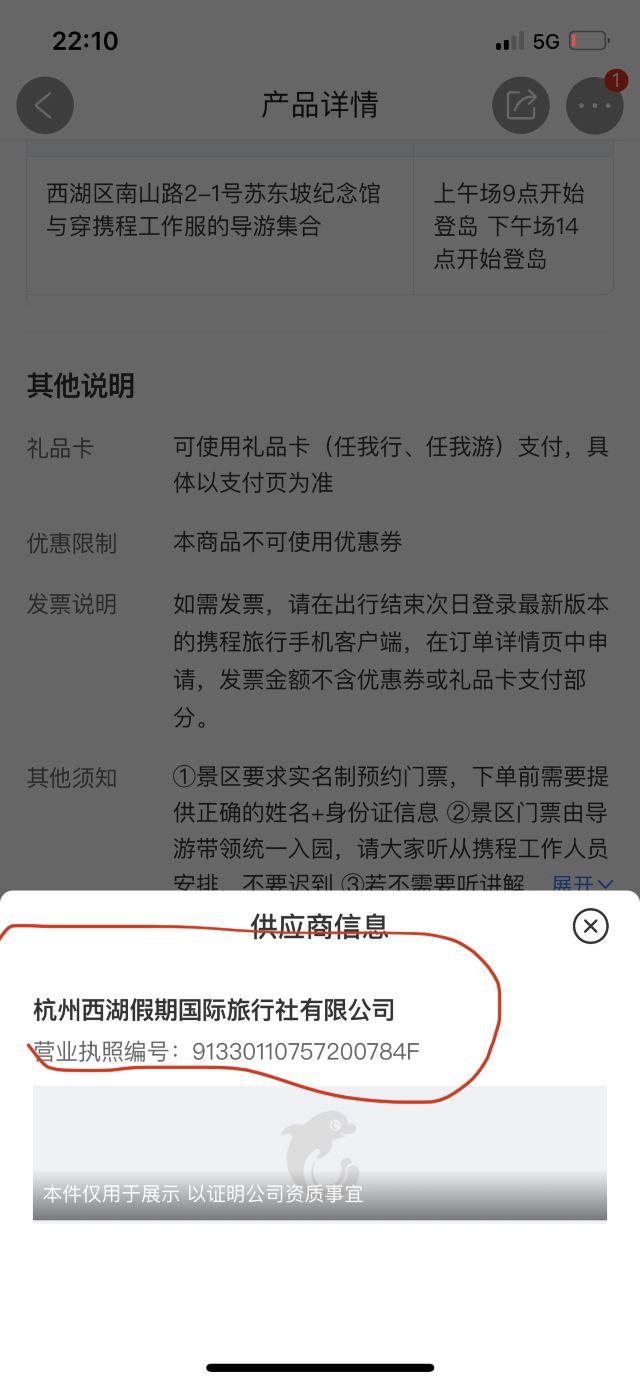 22:10
5G
1
产品详情
西湖区南山路2-1号苏东坡纪念馆
与穿携程工作服的导游集合
上午场9点开始
登岛 下午场14
点开始登岛
其他说明
礼品卡
可使用礼品卡（任我行、任我游）支付，具
体以支付页为准
优惠限制
本商品不可使用优惠券
发票说明
如需发票，请在出行结束次日登录最新版本
的携程旅行手机客户端，在订单详情页中申
请，发票金额不含优惠券或礼品卡支付部
分。
其他须知
①景区要求实名制预约门票，下单前需要提
供正确的姓名+身份证信息 ②景区门票由导
游带领统一入园，请大家听从携程工作人员
安排，不要迟到 ③若不需要听讲解
展开
供应商信息
杭州西湖假期国际旅行社有限公司
营业执照编号：91330110757200784F
本件仅用于展示 以证明公司资质事宜